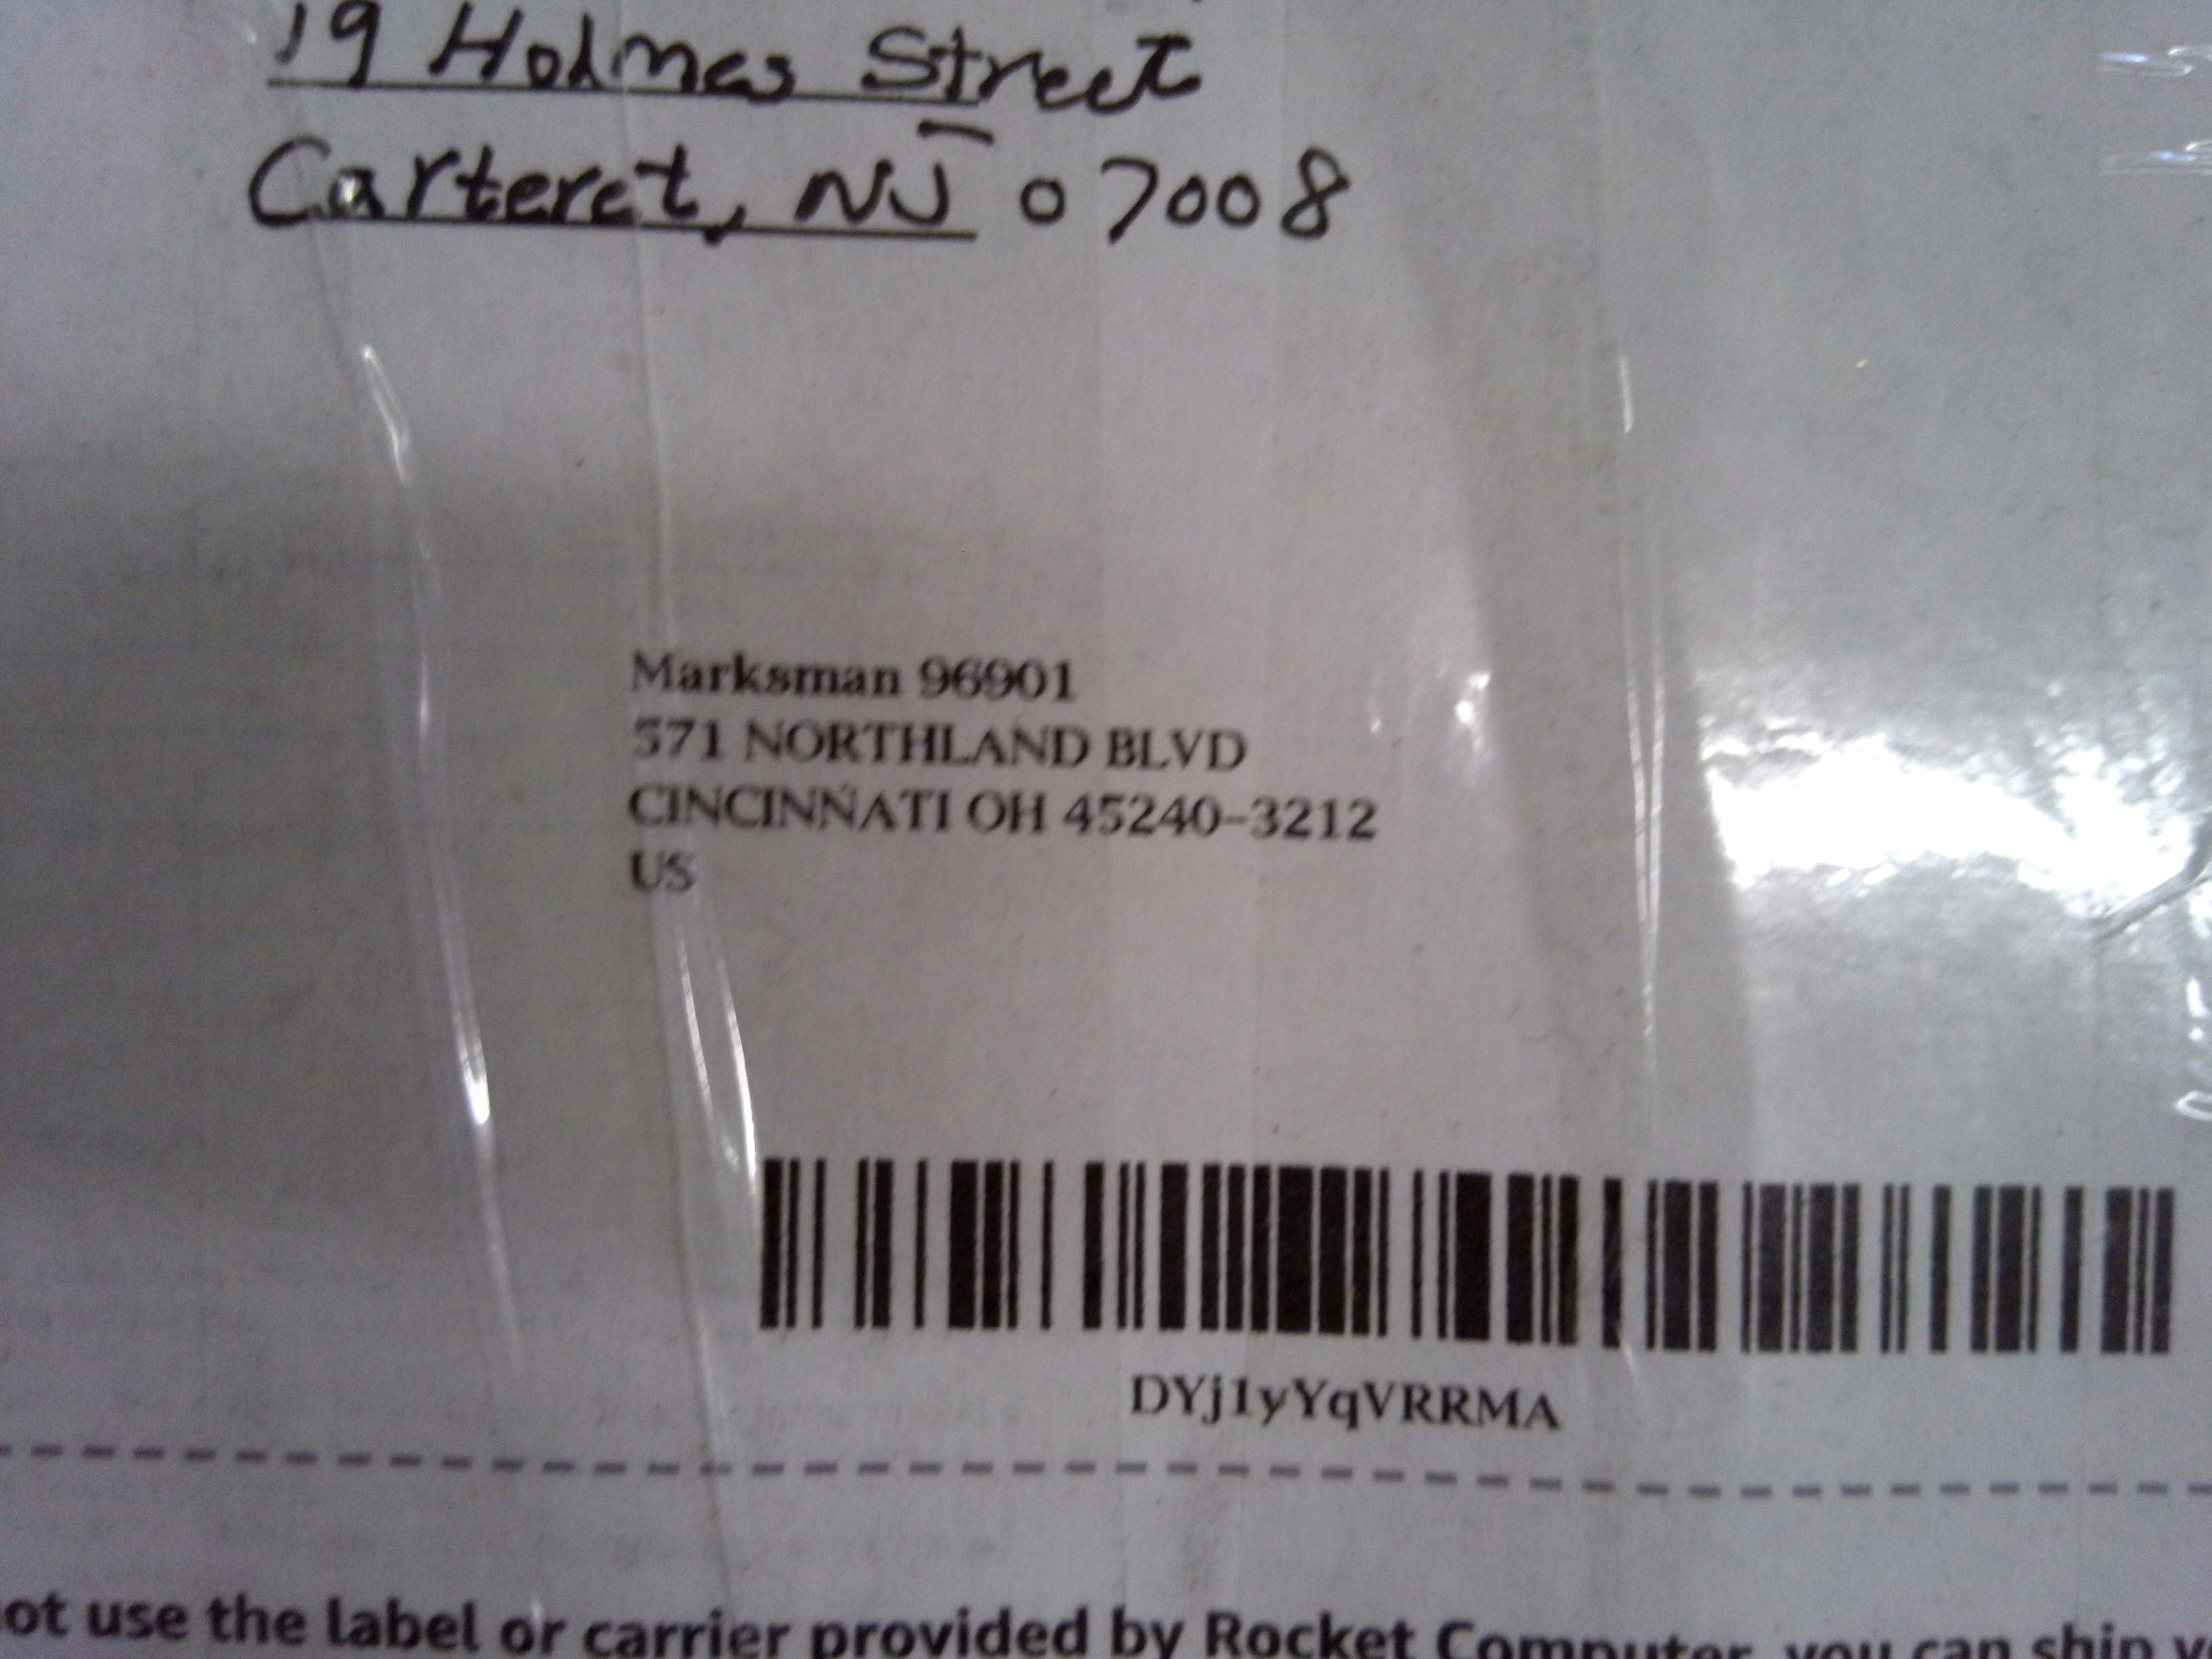 19 Holmes Street
Carteret, NJ 07008
Marksman 96901
571 NORTHLAND BLVD
CINCINNATI OH 45240-3212
US
DYj1yYqVRRMA
use the label or carrier provided by Rocket Computer, you can ship